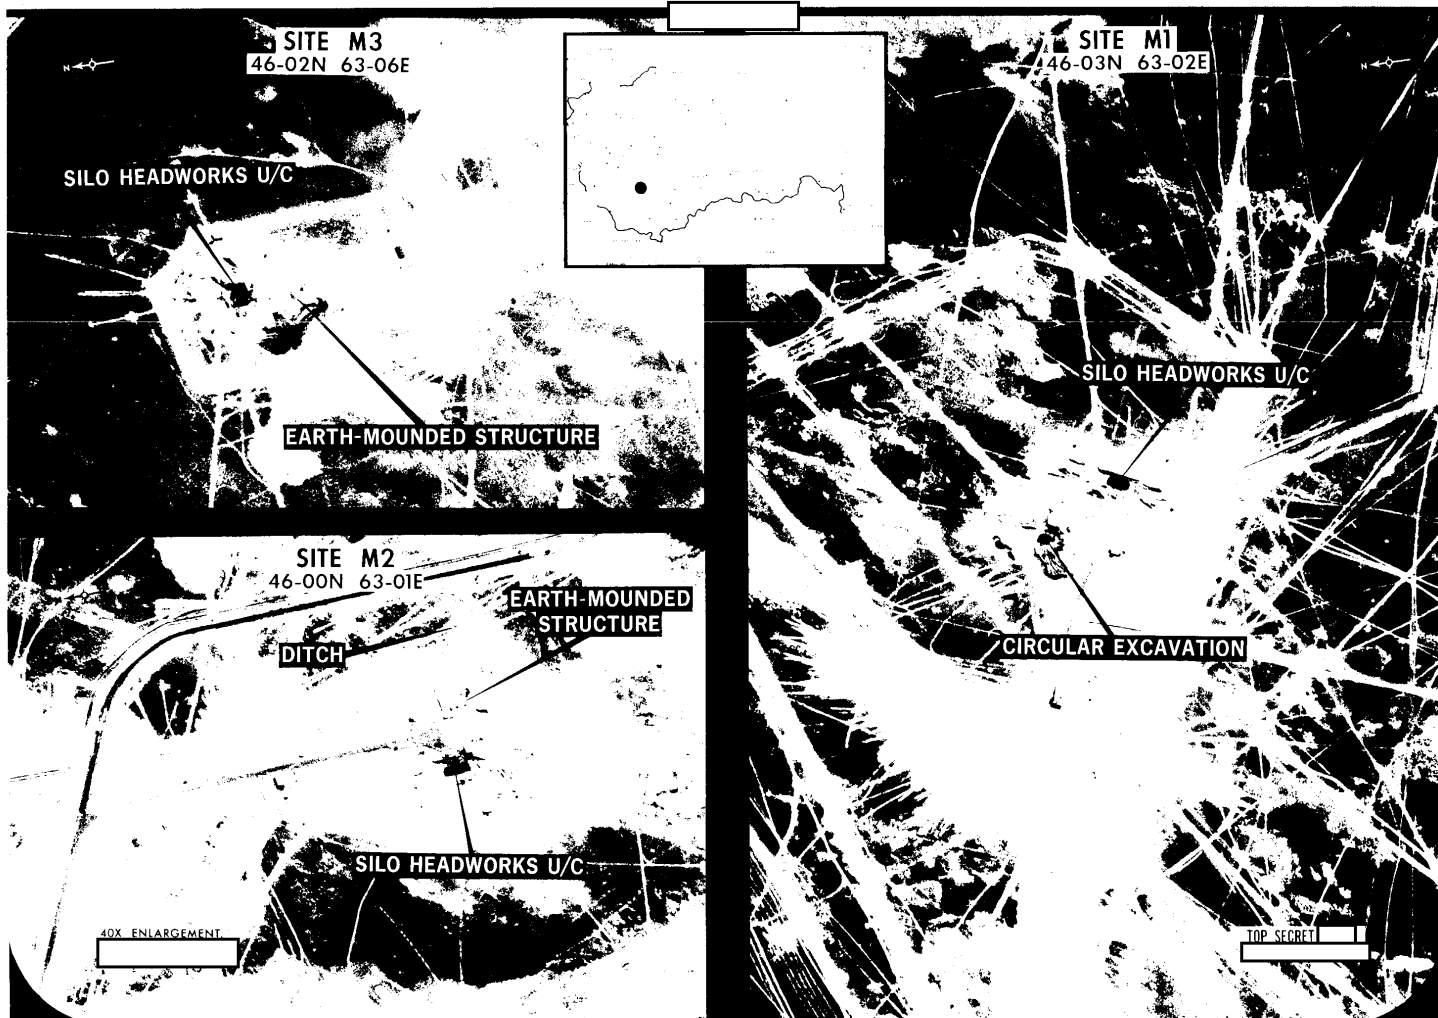 SITE M3
46-02N 63-06E
N
SILO HEADWORKS U/C
EARTH-MOUNDED STRUCTURE
SITE M1
46-03N 63-02E
N
SILO HEADWORKS U/C
CIRCULAR EXCAVATION
SITE M2
46-00N 63-01E
EARTH-MOUNDED
STRUCTURE
DITCH
SILO HEADWORKS U/C
40X ENLARGEMENT
TOP SECRET